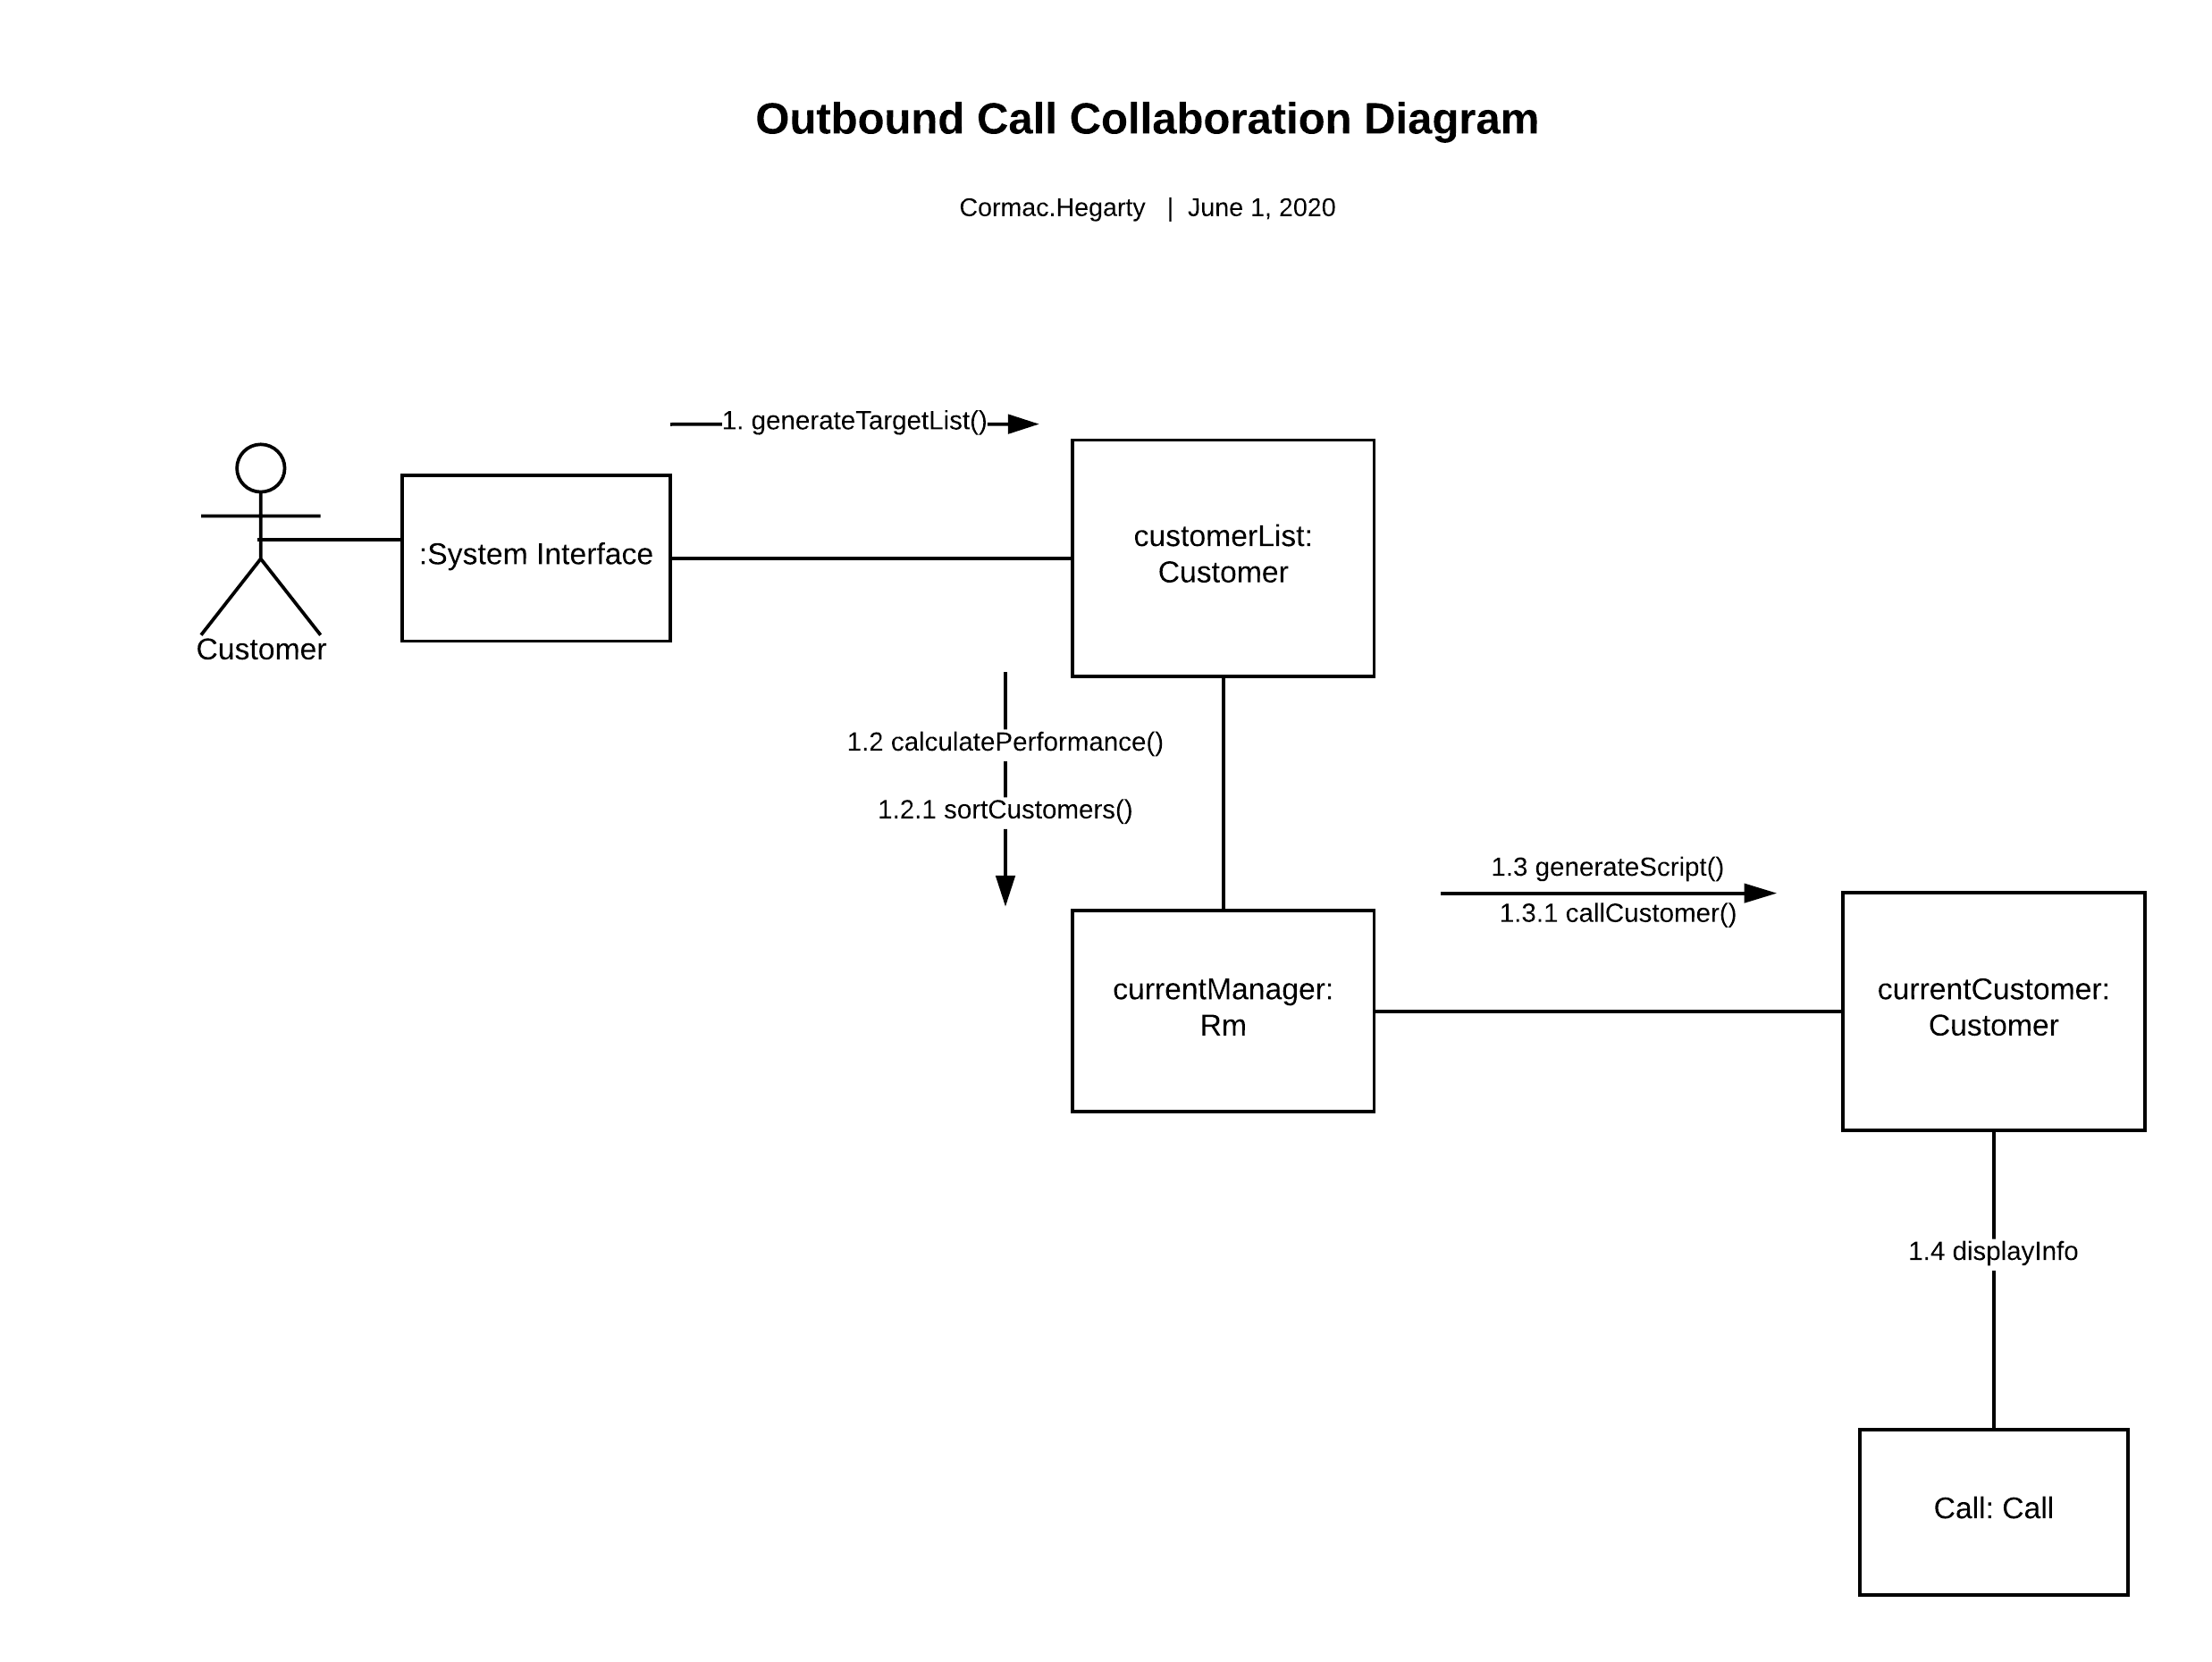 Outbound Call Collaboration Diagram
Cormac.Hegarty | June 1, 2020
1. generateTargetList()
:System Interface
customerList:
Customer
Customer
1.2 calculatePerformance()
1.2.1 sortCustomers()
1.3 generateScript()
1.3.1 callCustomer()
currentManager:
Rm
currentCustomer:
Customer
1.4 displayInfo
Call: Call